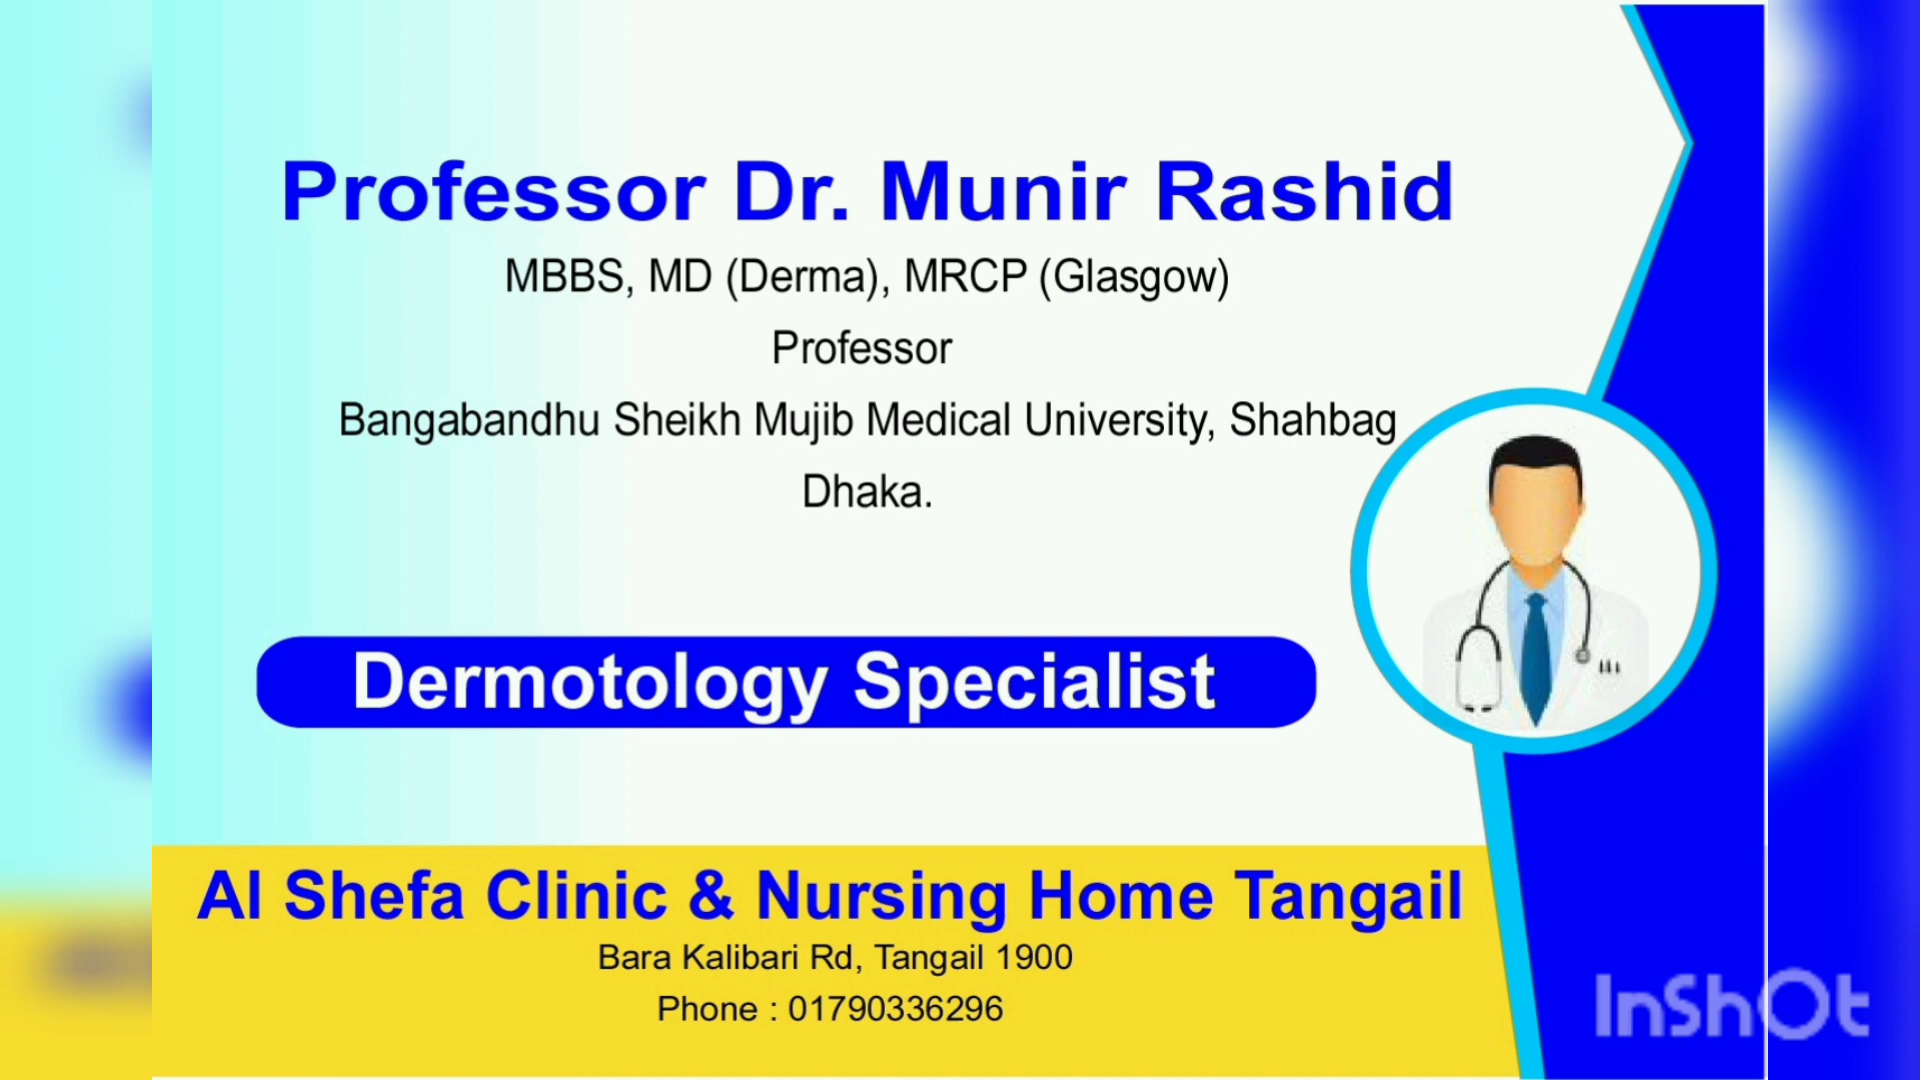 Professor Dr. Munir Rashid
MBBS, MD (Derma), MRCP (Glasgow)
Professor
Bangabandhu Sheikh Mujib Medical University, Shahbag
Dhaka.
Dermotology Specialist
Al Shefa Clinic & Nursing Home Tangail
Bara Kalibari Rd, Tangail 1900
Phone : 01790336296
InShOt